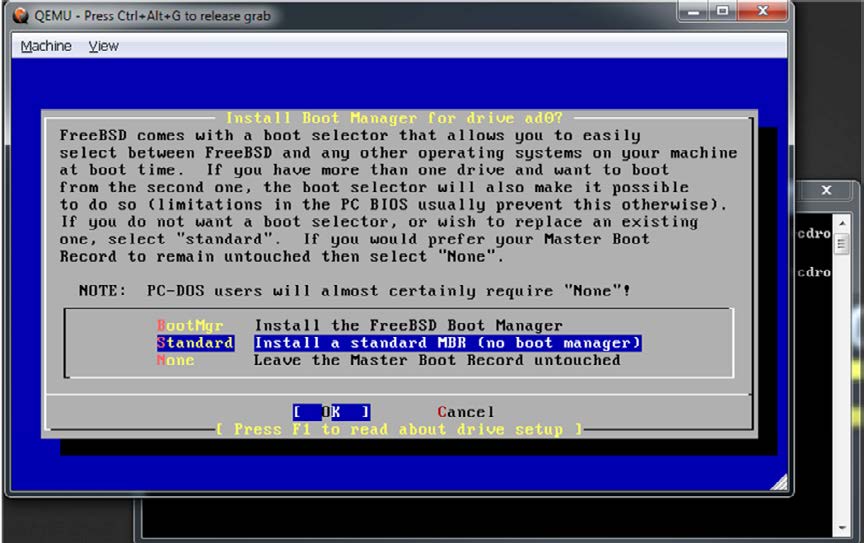 QEMU - Press Ctrl+Alt+G to release grab
Machine View
Install Boot Manager for drive ad0?
FreeBSD comes with a boot selector that allows you to easily
select between FreeBSD and any other operating systems on your machine
at boot time. If you have more than one drive and want to boot
from the second one, the boot selector will also make it possible
to do so (limitations in the PC BIOS usually prevent this otherwise).
If you do not want a boot selector, or wish to replace an existing
one, select "standard". If you would prefer your Master Boot
Record to remain untouched then select "None".
NOTE: PC-DOS users will almost certainly require "None"!
BootMgr Install the FreeBSD Boot Manager
Standard Install a standard MBR (no boot manager)
None Leave the Master Boot Record untouched
[ OK ] Cancel
[ Press F1 to read about drive setup ]
cdro
cdro